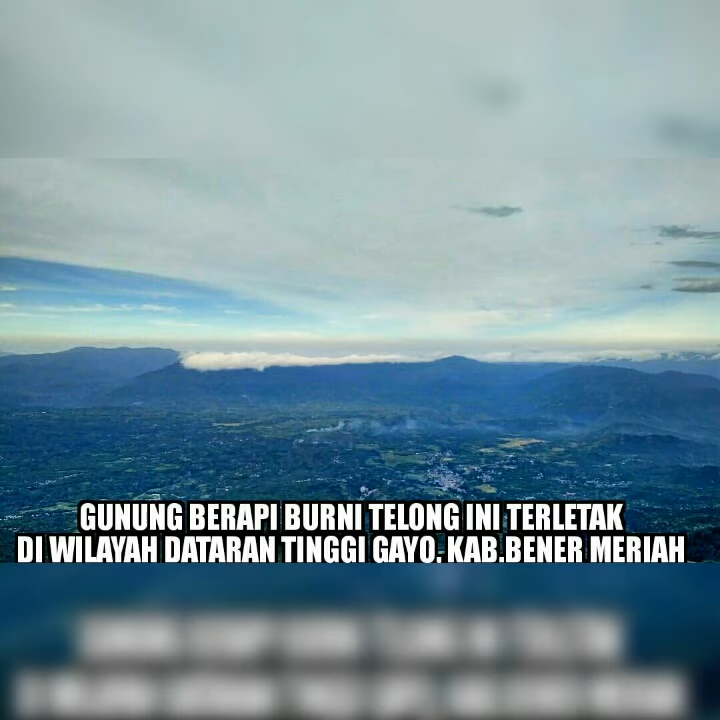 GUNUNG BERAPI BURNI TELONG INI TERLETAK
DI WILAYAH DATARAN TINGGI GAYO, KAB.BENER MERIAH